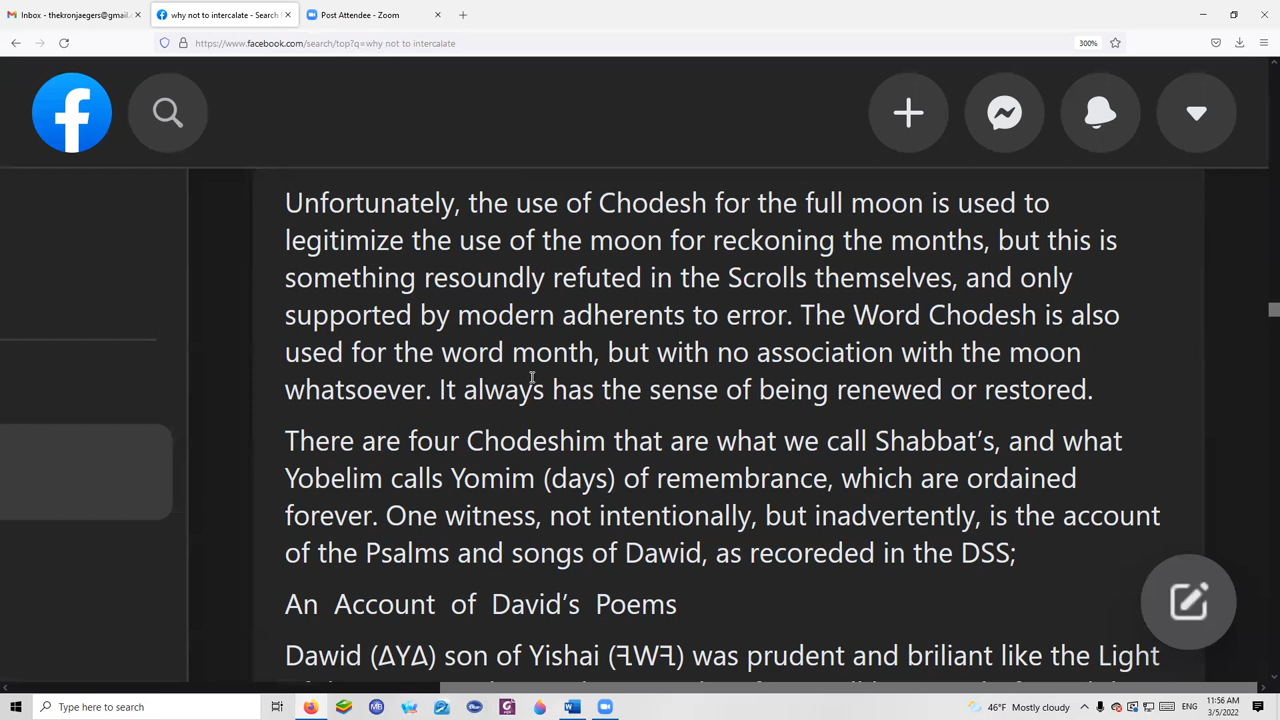 Inbox - thekronjaegers@gmail.c
why not to intercalate - Search
Post Attendee - Zoom
https://www.facebook.com/search/top?q=why not to intercalate
300%
Unfortunately, the use of Chodesh for the full moon is used to
legitimize the use of the moon for reckoning the months, but this is
something resoundly refuted in the Scrolls themselves, and only
supported by modern adherents to error. The Word Chodesh is also
used for the word month, but with no association with the moon
whatsoever. It always has the sense of being renewed or restored.
There are four Chodeshim that are what we call Shabbat's, and what
Yobelim calls Yomim (days) of remembrance, which are ordained
forever. One witness, not intentionally, but inadvertently, is the account
of the Psalms and songs of Dawid, as recoreded in the DSS;
An Account of David's Poems
Dawid (ΔYΔ) son of Yishai (ꟻWꟻ) was prudent and briliant like the Light
Type here to search
46°F Mostly cloudy
ENG
11:56 AM
3/5/2022